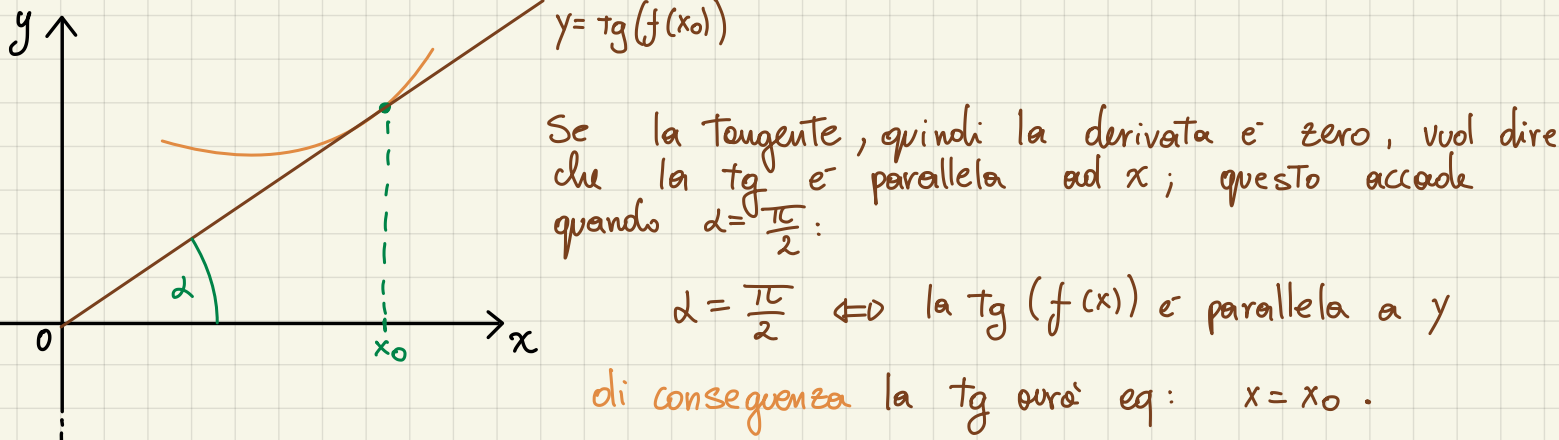 y
y= tg(f(x₀))
Se la tangente, quindi la derivata è zero, vuol dire
che la tg è parallela ad x; questo accade
quando α= π/2 :
α = π/2 ⇔ la tg (f(x)) è parallela a y
α
0
x₀
x
di conseguenza la tg avrà eq: x = x₀ .